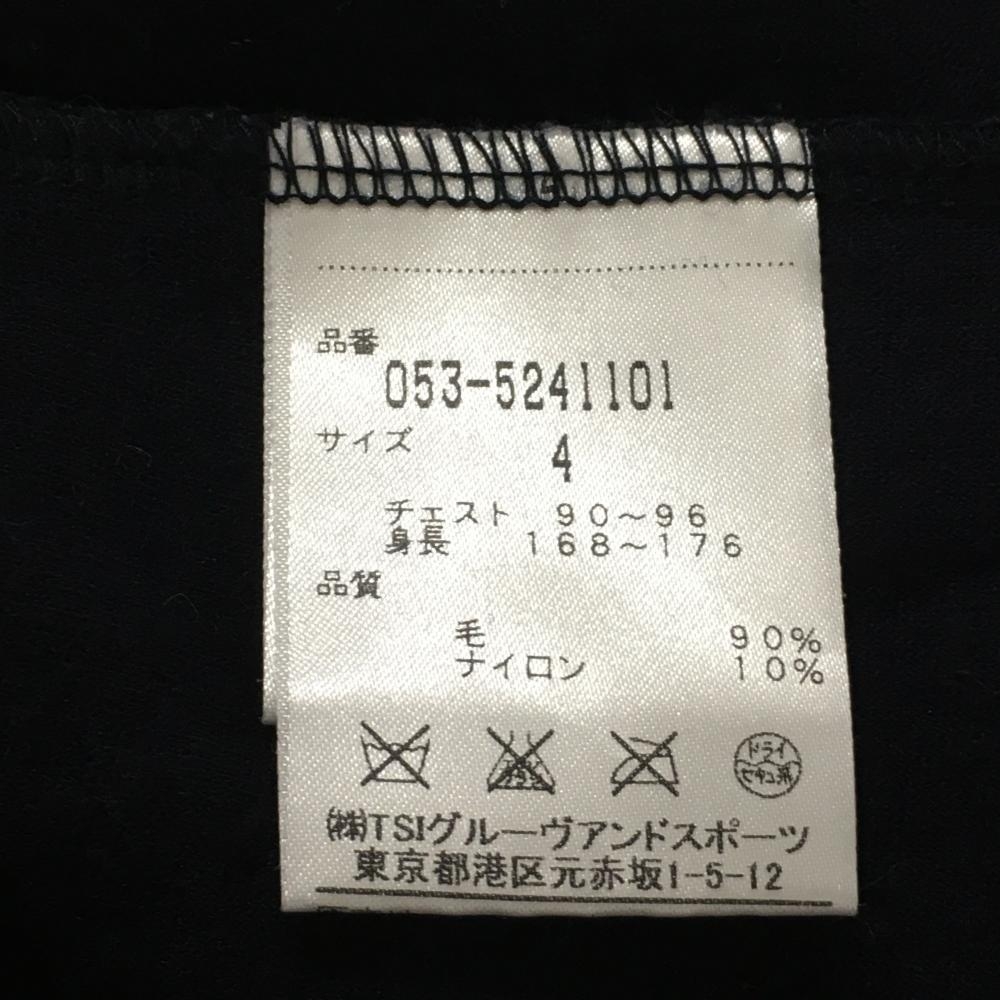 品番
053-5241101
サイズ 4
チェスト 90～96
身長 168～176
品質
毛 90%
ナイロン 10%
ドライ
セキユ系
(株)TSIグルーヴアンドスポーツ
東京都港区元赤坂1-5-12